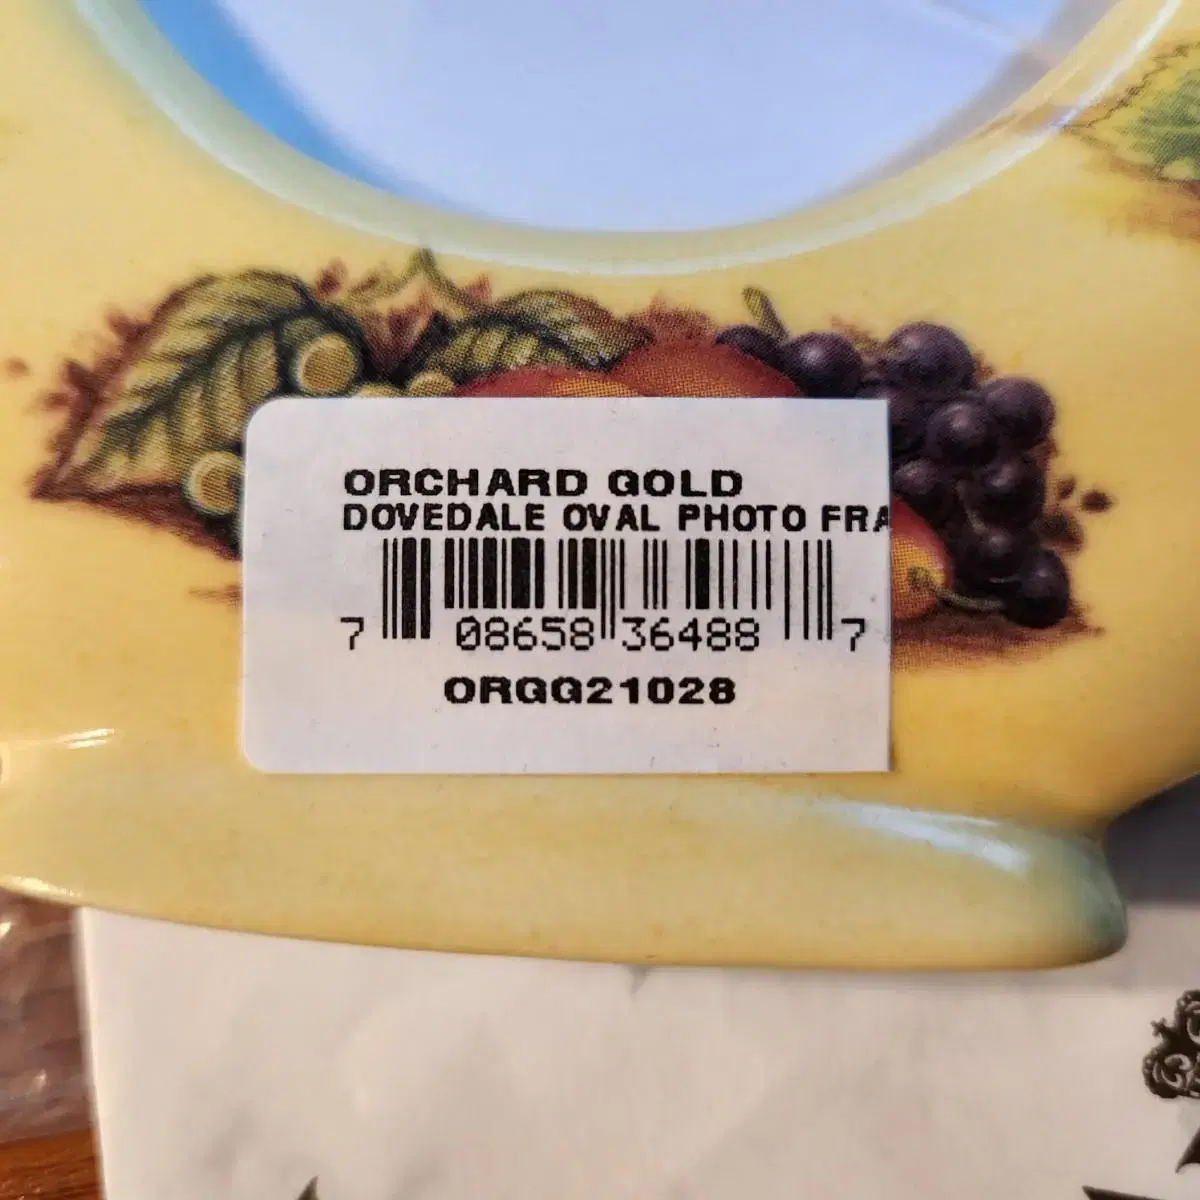 ORCHARD GOLD
DOVEDALE OVAL PHOTO FRA
7 08658 36488 7
ORGG21028